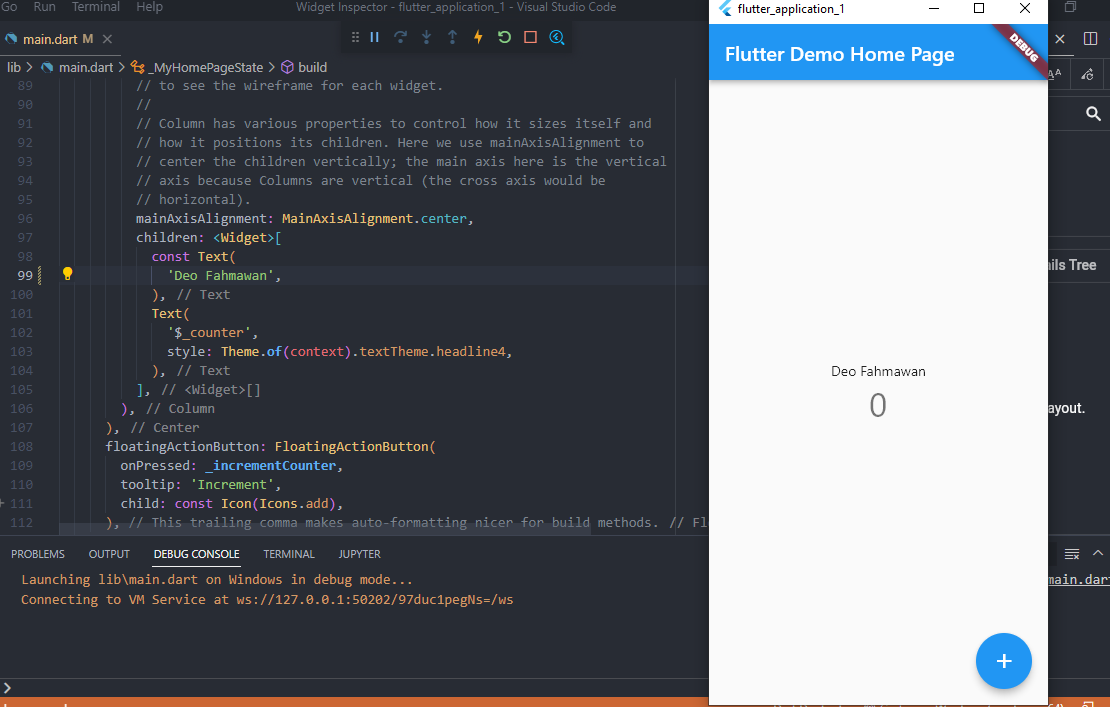 Go Run Terminal Help
Widget Inspector - flutter_application_1 - Visual Studio Code
main.dart M
lib > main.dart > _MyHomePageState > build
89 // to see the wireframe for each widget.
90 //
91 // Column has various properties to control how it sizes itself and
92 // how it positions its children. Here we use mainAxisAlignment to
93 // center the children vertically; the main axis here is the vertical
94 // axis because Columns are vertical (the cross axis would be
95 // horizontal).
96 mainAxisAlignment: MainAxisAlignment.center,
97 children: <Widget>[
98 const Text(
99 'Deo Fahmawan',
100 ), // Text
101 Text(
102 '$_counter',
103 style: Theme.of(context).textTheme.headline4,
104 ), // Text
105 ], // <Widget>[]
106 ), // Column
107 ), // Center
108 floatingActionButton: FloatingActionButton(
109 onPressed: _incrementCounter,
110 tooltip: 'Increment',
111 child: const Icon(Icons.add),
112 ), // This trailing comma makes auto-formatting nicer for build methods. // Fl
PROBLEMS OUTPUT DEBUG CONSOLE TERMINAL JUPYTER
Launching lib\main.dart on Windows in debug mode...
Connecting to VM Service at ws://127.0.0.1:50202/97duc1pegNs=/ws
flutter_application_1
Flutter Demo Home Page
DEBUG
Deo Fahmawan
0
ils Tree
ayout.
main.dar